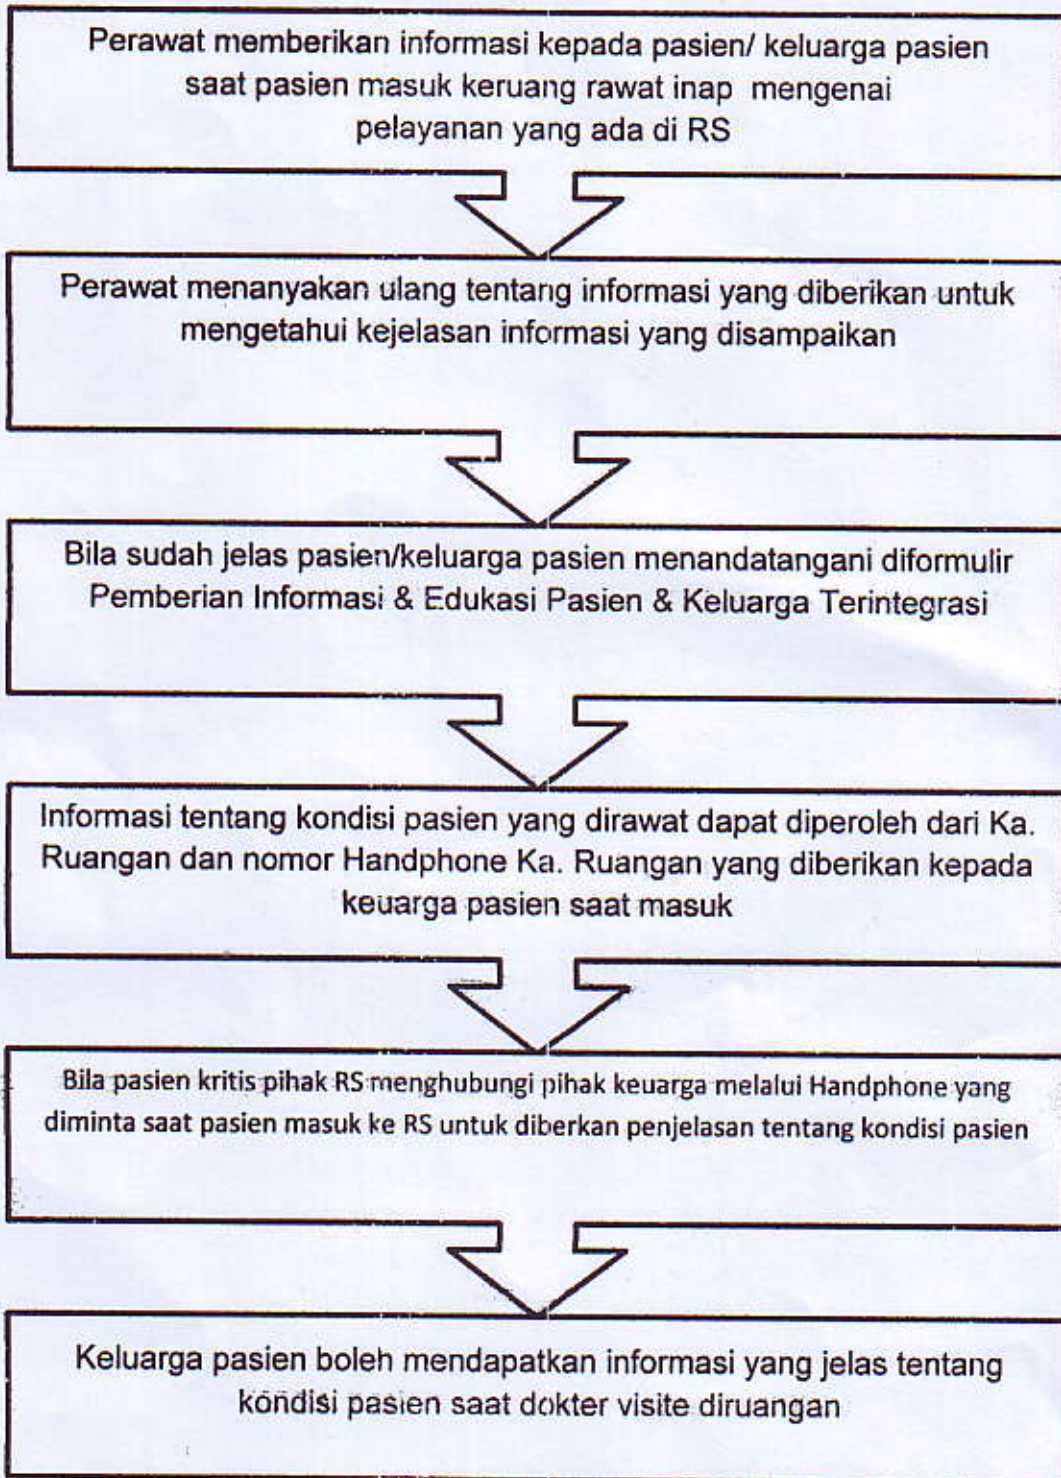 Perawat memberikan informasi kepada pasien/ keluarga pasien
saat pasien masuk keruang rawat inap mengenai
pelayanan yang ada di RS
Perawat menanyakan ulang tentang informasi yang diberikan untuk
mengetahui kejelasan informasi yang disampaikan
Bila sudah jelas pasien/keluarga pasien menandatangani diformulir
Pemberian Informasi & Edukasi Pasien & Keluarga Terintegrasi
Informasi tentang kondisi pasien yang dirawat dapat diperoleh dari Ka.
Ruangan dan nomor Handphone Ka. Ruangan yang diberikan kepada
keuarga pasien saat masuk
Bila pasien kritis pihak RS menghubungi pihak keuarga melalui Handphone yang
diminta saat pasien masuk ke RS untuk diberkan penjelasan tentang kondisi pasien
Keluarga pasien boleh mendapatkan informasi yang jelas tentang
kondisi pasien saat dokter visite diruangan